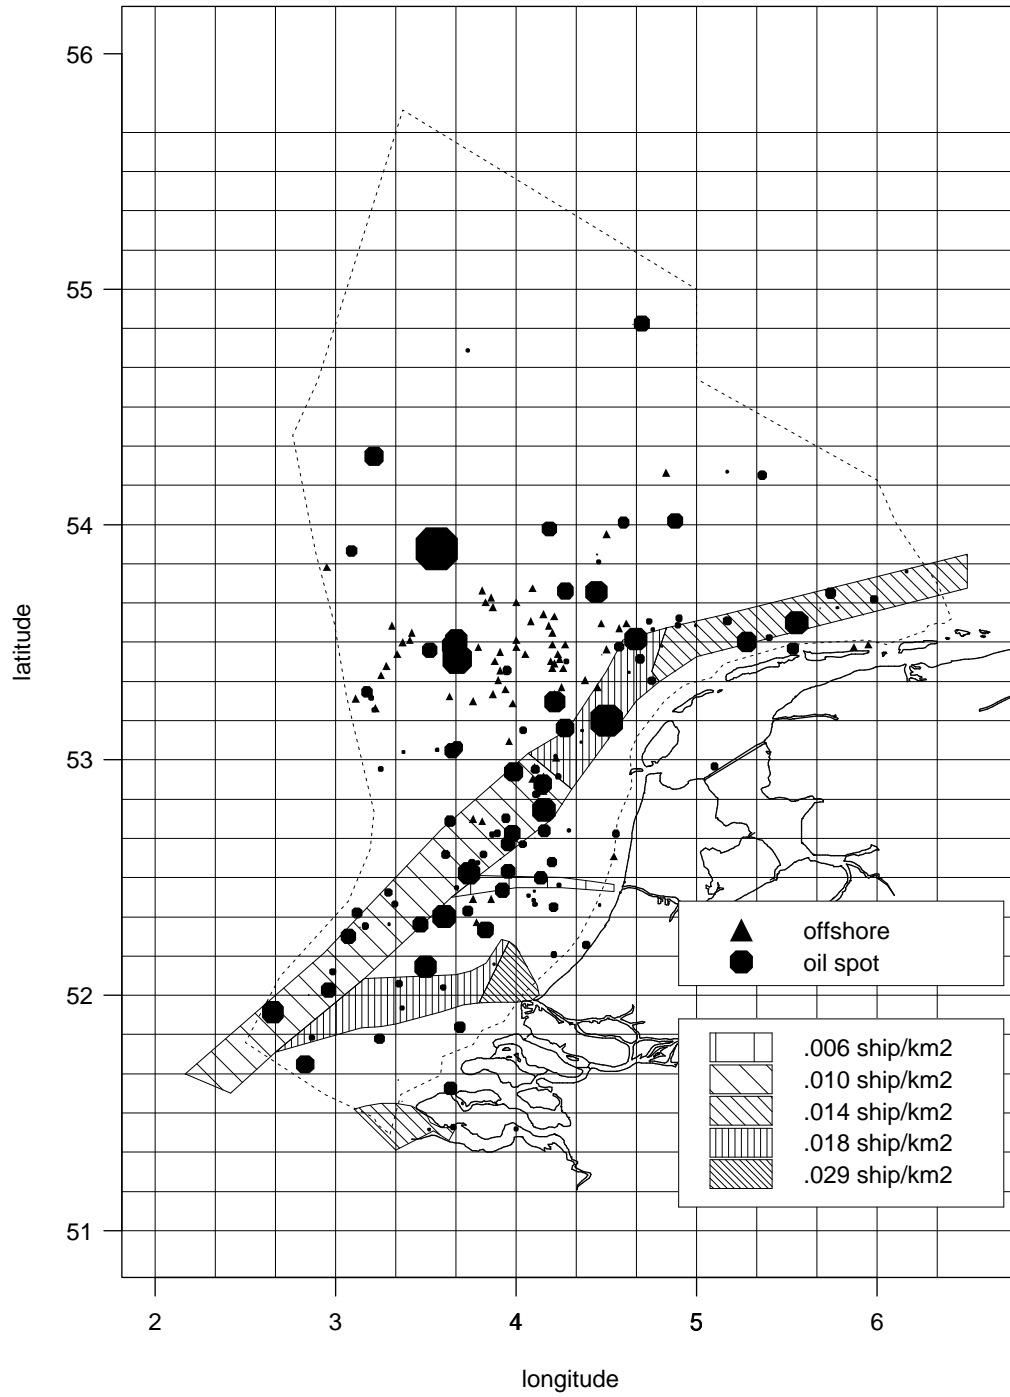 56
55
54
53
52
51
latitude
offshore
oil spot
.006 ship/km2
.010 ship/km2
.014 ship/km2
.018 ship/km2
.029 ship/km2
2
3
4
5
6
longitude